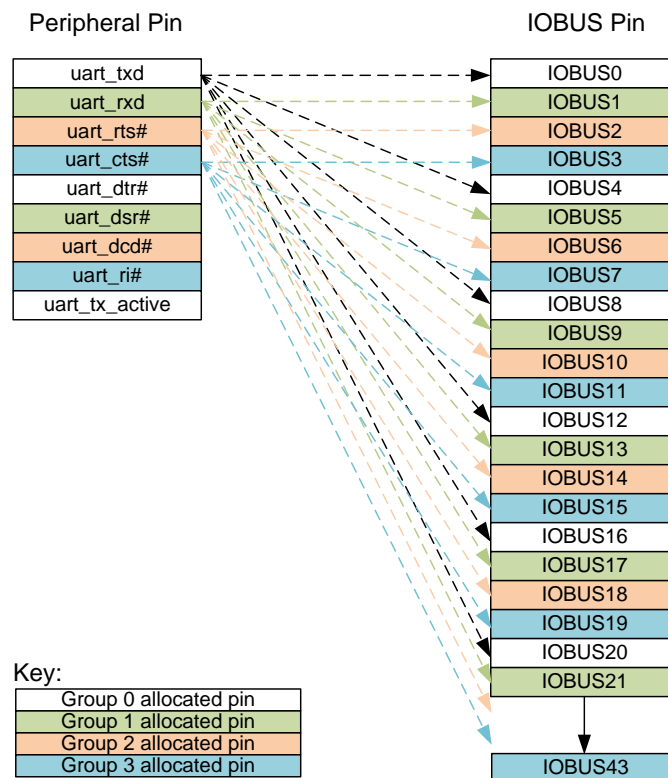 Peripheral Pin
uart_txd
uart_rxd
uart_rts#
uart_cts#
uart_dtr#
uart_dsr#
uart_dcd#
uart_ri#
uart_tx_active
IOBUS Pin
IOBUS0
IOBUS1
IOBUS2
IOBUS3
IOBUS4
IOBUS5
IOBUS6
IOBUS7
IOBUS8
IOBUS9
IOBUS10
IOBUS11
IOBUS12
IOBUS13
IOBUS14
IOBUS15
IOBUS16
IOBUS17
IOBUS18
IOBUS19
IOBUS20
IOBUS21
IOBUS43
Key:
Group 0 allocated pin
Group 1 allocated pin
Group 2 allocated pin
Group 3 allocated pin